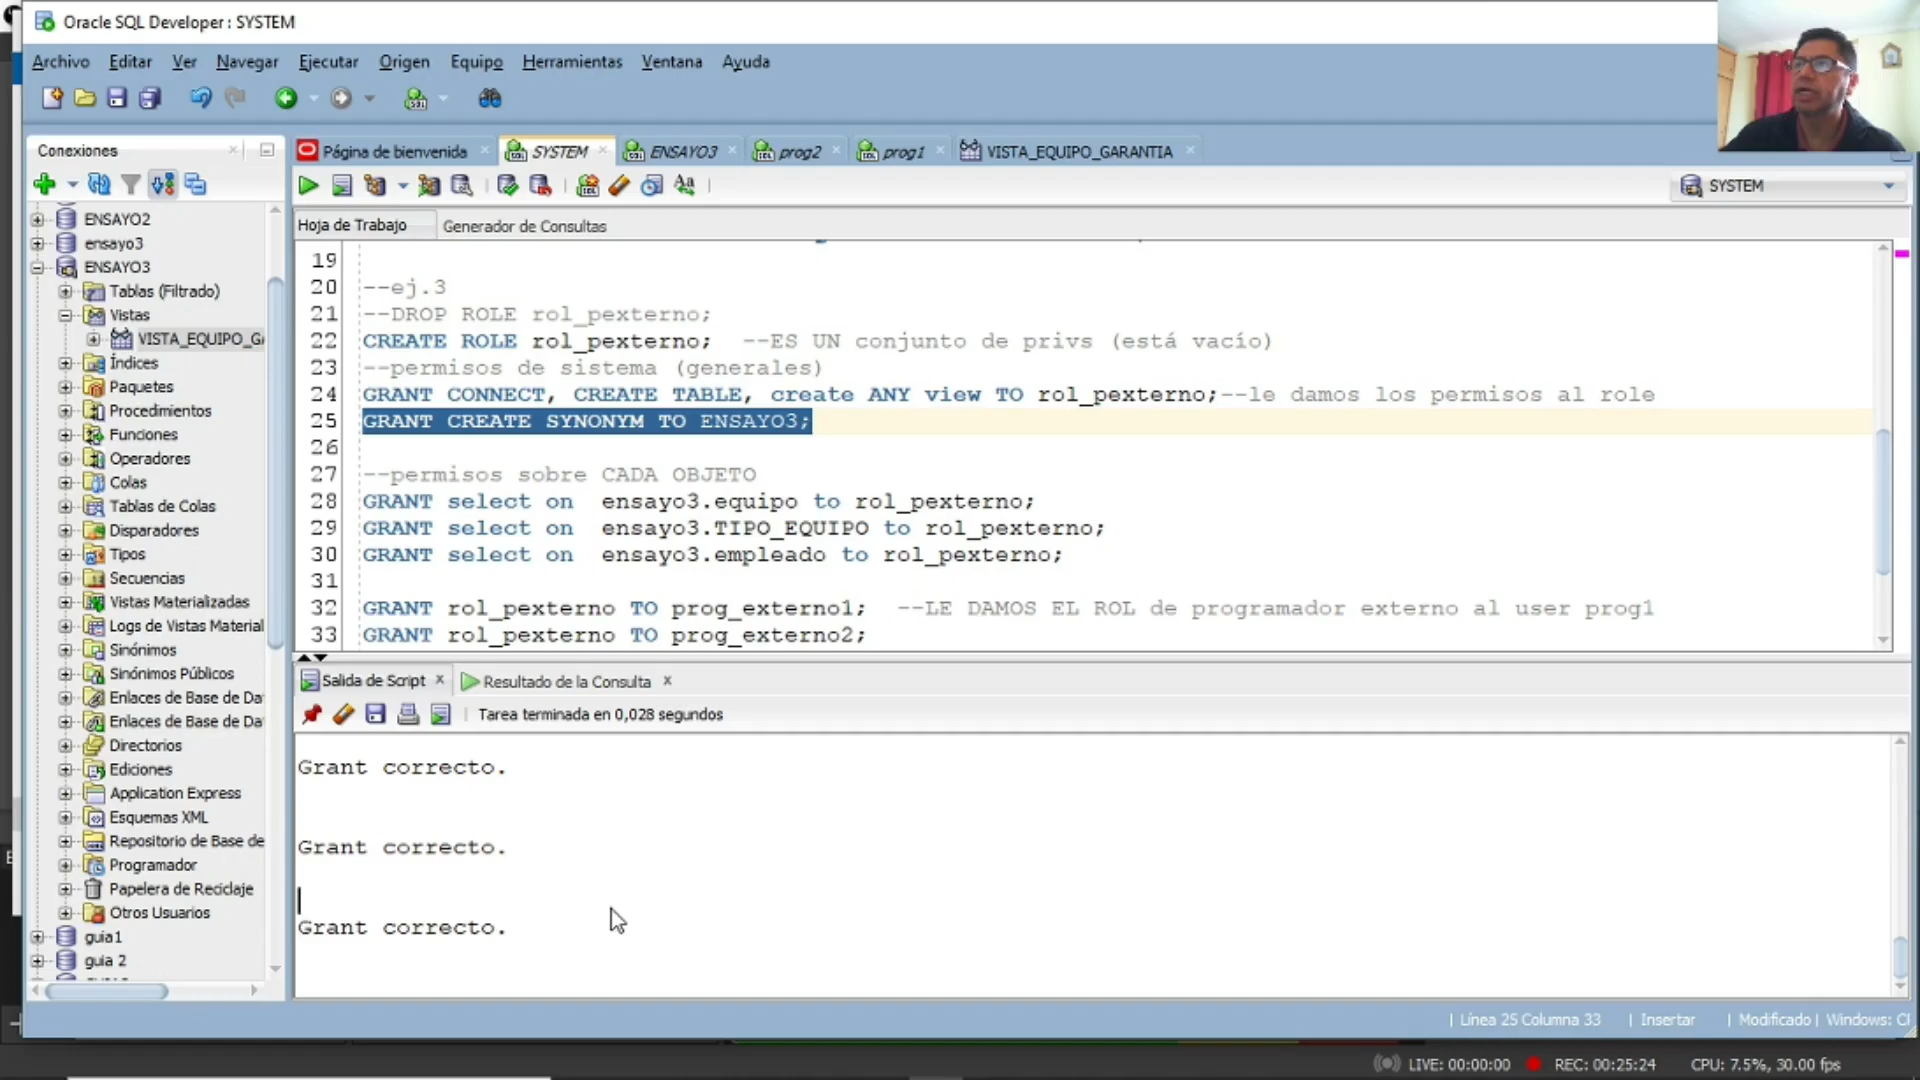 Oracle SQL Developer : SYSTEM
Archivo Editar Ver Navegar Ejecutar Origen Equipo Herramientas Ventana Ayuda
Conexiones
Página de bienvenida SYSTEM ENSAYO3 prog2 prog1 VISTA_EQUIPO_GARANTIA
SYSTEM
Hoja de Trabajo Generador de Consultas
ENSAYO2
ensayo3
ENSAYO3
Tablas (Filtrado)
Vistas
VISTA_EQUIPO_GA
Índices
Paquetes
Procedimientos
Funciones
Operadores
Colas
Tablas de Colas
Disparadores
Tipos
Secuencias
Vistas Materializadas
Logs de Vistas Material
Sinónimos
Sinónimos Públicos
Enlaces de Base de Da
Enlaces de Base de Da
Directorios
Ediciones
Application Express
Esquemas XML
Repositorio de Base de
Programador
Papelera de Reciclaje
Otros Usuarios
guia1
guia 2
19
20 --ej.3
21 --DROP ROLE rol_pexterno;
22 CREATE ROLE rol_pexterno;  --ES UN conjunto de privs (está vacío)
23 --permisos de sistema (generales)
24 GRANT CONNECT, CREATE TABLE, create ANY view TO rol_pexterno;--le damos los permisos al role
25 GRANT CREATE SYNONYM TO ENSAYO3;
26
27 --permisos sobre CADA OBJETO
28 GRANT select on  ensayo3.equipo to rol_pexterno;
29 GRANT select on  ensayo3.TIPO_EQUIPO to rol_pexterno;
30 GRANT select on  ensayo3.empleado to rol_pexterno;
31
32 GRANT rol_pexterno TO prog_externo1;  --LE DAMOS EL ROL de programador externo al user prog1
33 GRANT rol_pexterno TO prog_externo2;
Salida de Script Resultado de la Consulta
Tarea terminada en 0,028 segundos
Grant correcto.
Grant correcto.
Grant correcto.
Línea 25 Columna 33 | Insertar | Modificado | Windows: CI
LIVE: 00:00:00 REC: 00:25:24 CPU: 7.5%, 30.00 fps